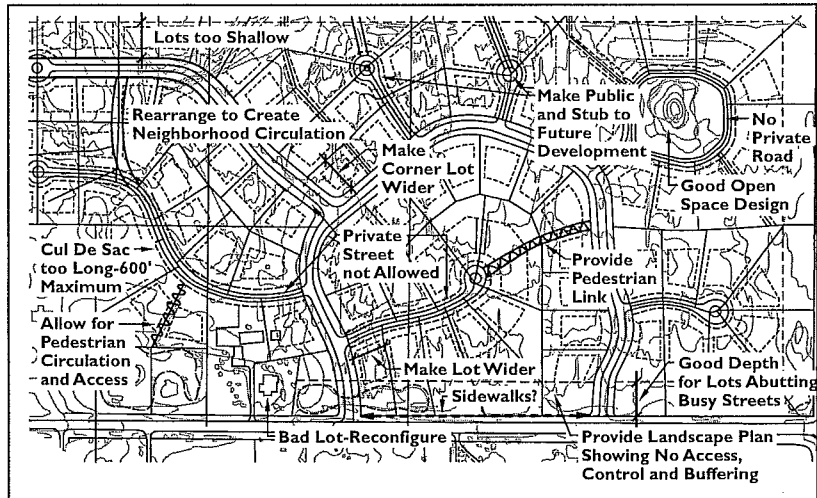 Lots too Shallow
Rearrange to Create
Neighborhood Circulation
Make
Corner Lot
Wider
Make Public
and Stub to
Future
Development
No
Private
Road
Good Open
Space Design
Cul De Sac
too Long-600'
Maximum
Private
Street
not Allowed
Provide
Pedestrian
Link
Allow for
Pedestrian
Circulation
and Access
Make Lot Wider
Sidewalks?
Good Depth
for Lots Abutting
Busy Streets
Bad Lot-Reconfigure
Provide Landscape Plan
Showing No Access,
Control and Buffering